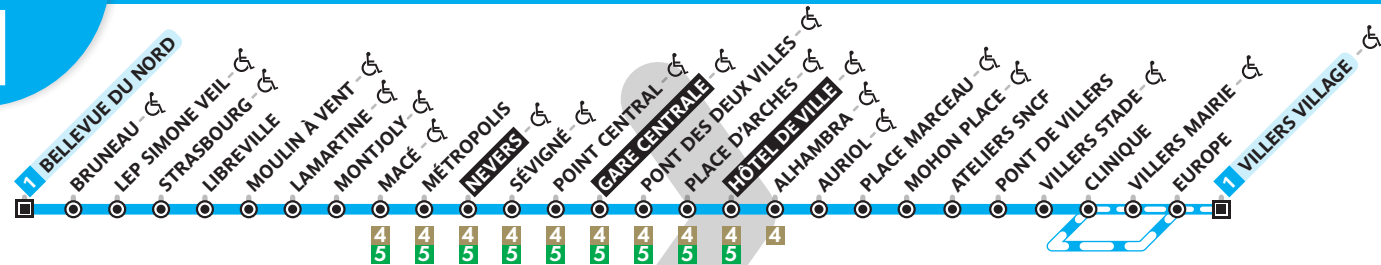 1 BELLEVUE DU NORD
BRUNEAU
LEP SIMONE VEIL
STRASBOURG
LIBREVILLE
MOULIN À VENT
LAMARTINE
MONTJOLY
MACÉ
MÉTROPOLIS
NEVERS
SÉVIGNÉ
POINT CENTRAL
GARE CENTRALE
PONT DES DEUX VILLES
PLACE D'ARCHES
HÔTEL DE VILLE
ALHAMBRA
AURIOL
PLACE MARCEAU
MOHON PLACE
ATELIERS SNCF
PONT DE VILLERS
VILLERS STADE
CLINIQUE
VILLERS MAIRIE
EUROPE
1 VILLERS VILLAGE
4 4 4 4 4 4 4 4 4 4
5 5 5 5 5 5 5 5 5